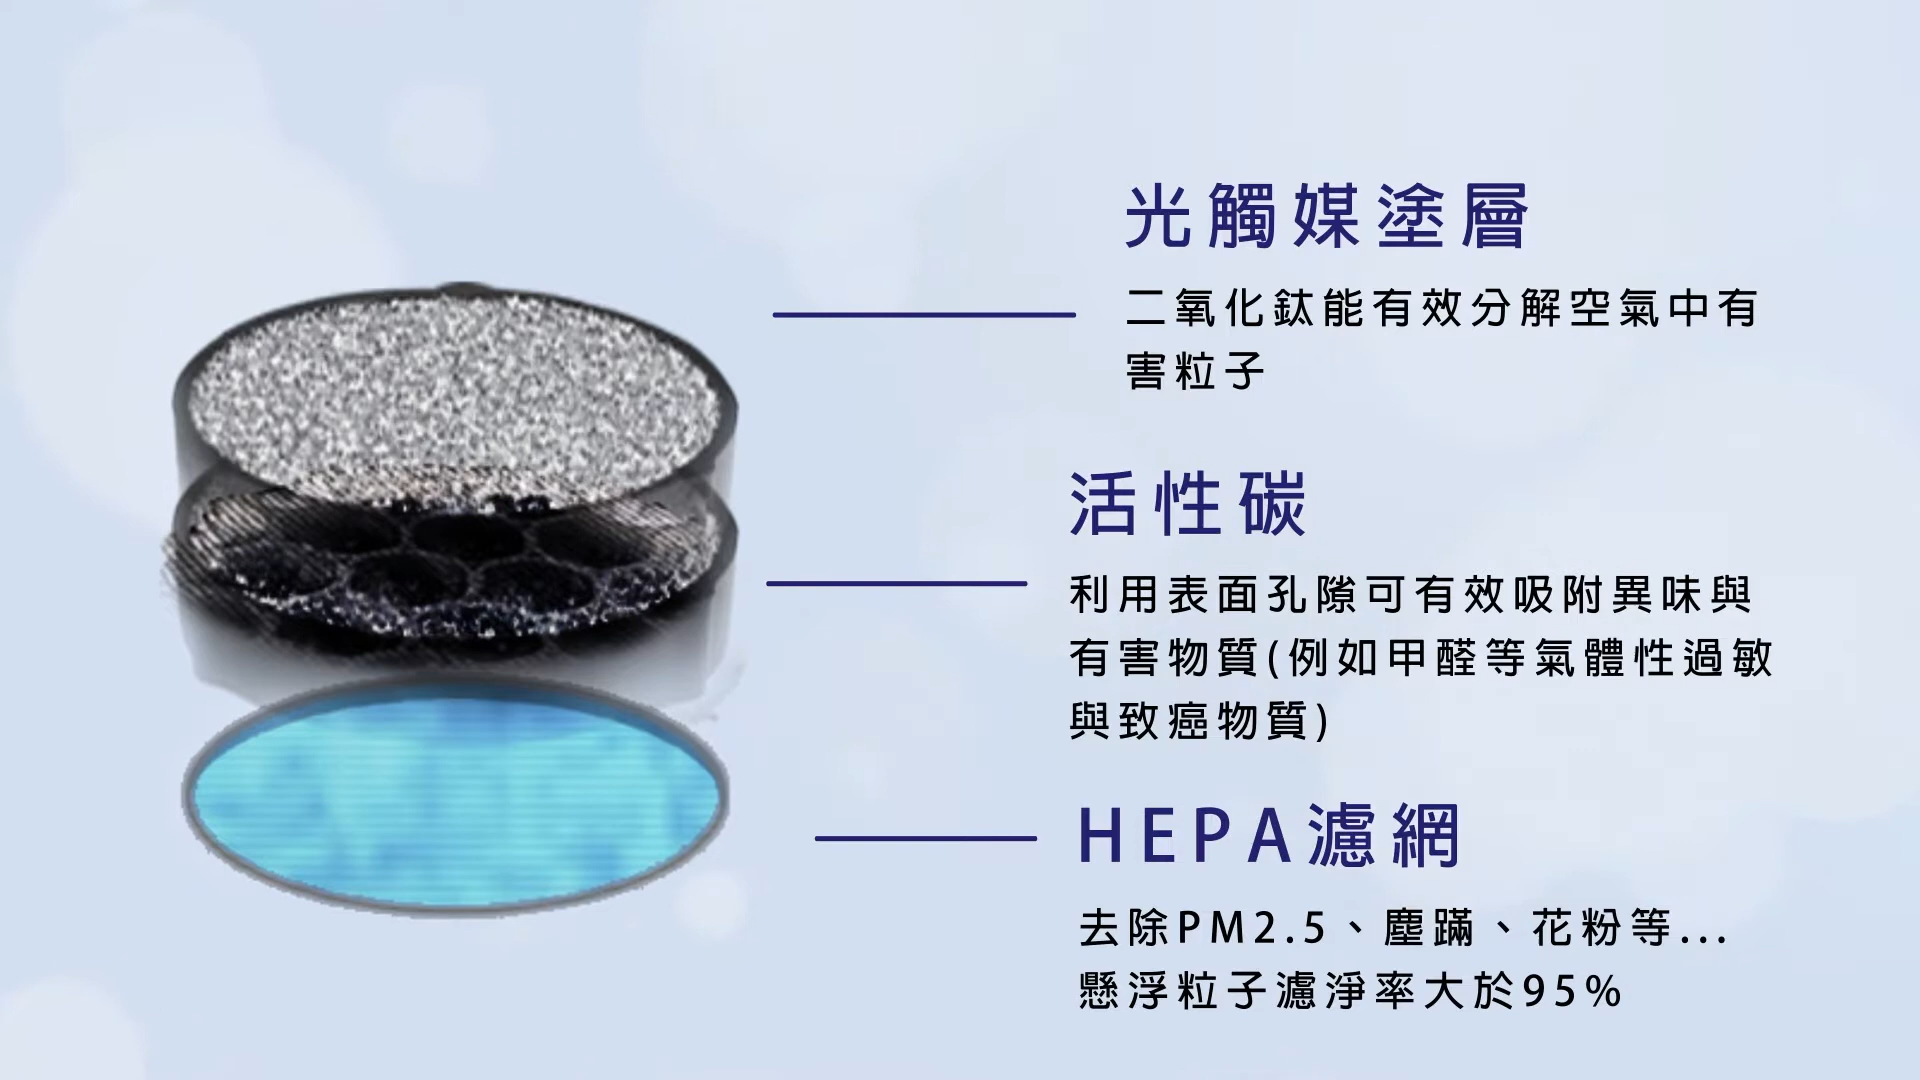 光觸媒塗層
二氧化鈦能有效分解空氣中有
害粒子
活性碳
利用表面孔隙可有效吸附異味與
有害物質(例如甲醛等氣體性過敏
與致癌物質)
HEPA濾網
去除PM2.5、塵蹣、花粉等...
懸浮粒子濾淨率大於95%